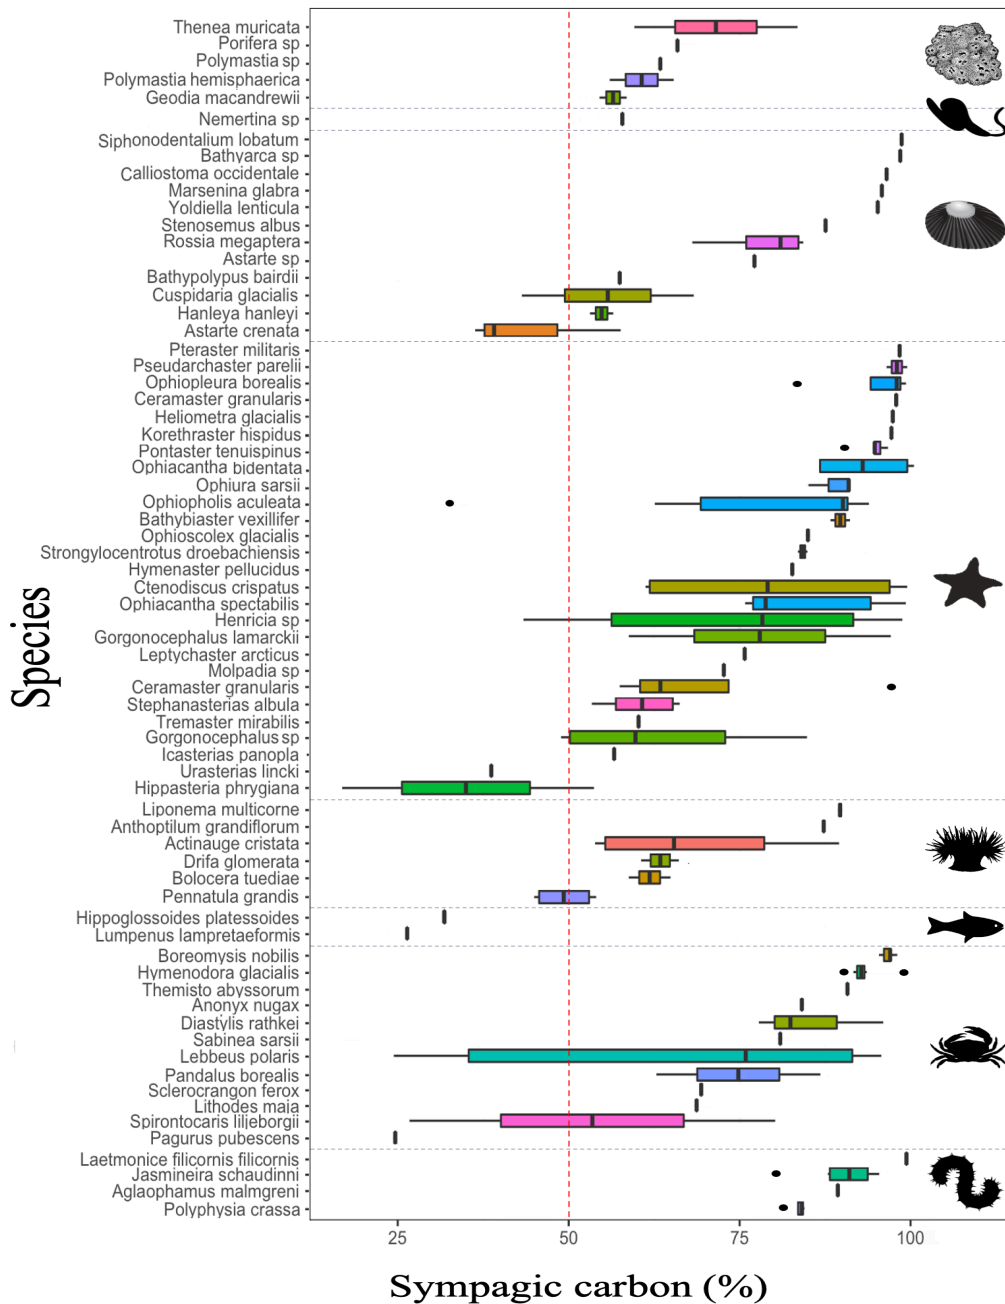 Thenea muricata
Porifera sp
Polymastia sp
Polymastia hemisphaerica
Geodia macandrewii
Nemertina sp
Siphonodentalium lobatum
Bathyarca sp
Calliostoma occidentale
Marsenina glabra
Yoldiella lenticula
Stenosemus albus
Rossia megaptera
Astarte sp
Bathypolypus bairdii
Cuspidaria glacialis
Hanleya hanleyi
Astarte crenata
Pteraster militaris
Pseudarchaster parelii
Ophiopleura borealis
Ceramaster granularis
Heliometra glacialis
Korethraster hispidus
Pontaster tenuispinus
Ophiacantha bidentata
Ophiura sarsii
Ophiopholis aculeata
Bathybiaster vexillifer
Ophioscolex glacialis
Strongylocentrotus droebachiensis
Hymenaster pellucidus
Ctenodiscus crispatus
Ophiacantha spectabilis
Henricia sp
Gorgonocephalus lamarckii
Leptychaster arcticus
Molpadia sp
Ceramaster granularis
Stephanasterias albula
Tremaster mirabilis
Gorgonocephalus sp
Icasterias panopla
Urasterias lincki
Hippasteria phrygiana
Liponema multicorne
Anthoptilum grandiflorum
Actinauge cristata
Drifa glomerata
Bolocera tuediae
Pennatula grandis
Hippoglossoides platessoides
Lumpenus lampretaeformis
Boreomysis nobilis
Hymenodora glacialis
Themisto abyssorum
Anonyx nugax
Diastylis rathkei
Sabinea sarsii
Lebbeus polaris
Pandalus borealis
Sclerocrangon ferox
Lithodes maia
Spirontocaris liljeborgii
Pagurus pubescens
Laetmonice filicornis filicornis
Jasmineira schaudinni
Aglaophamus malmgreni
Polyphysia crassa
Species
25 50 75 100
Sympagic carbon (%)